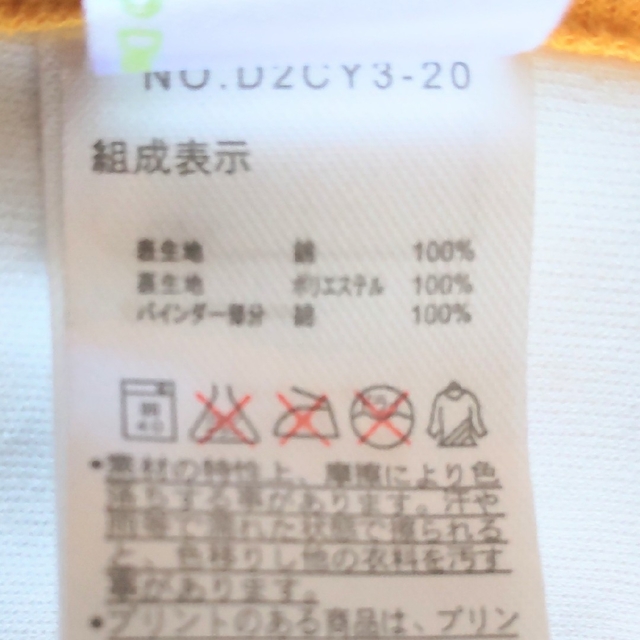 NO.D2CY3-20
組成表示
表生地 綿 100%
裏生地 ポリエステル 100%
バインダー部分 綿 100%
弱
40
•素材の特性上、摩擦により色
落ちする事があります。汗や
雨等で濡れた状態で擦られる
と、色移りし他の衣料を汚す
事があります。
•プリントのある商品は、プリン